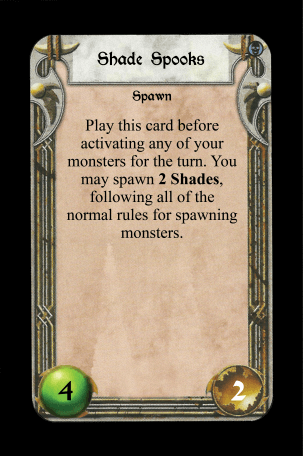 Shade Spooks
Spawn
Play this card before
activating any of your
monsters for the turn. You
may spawn 2 Shades,
following all of the
normal rules for spawning
monsters.
4
2